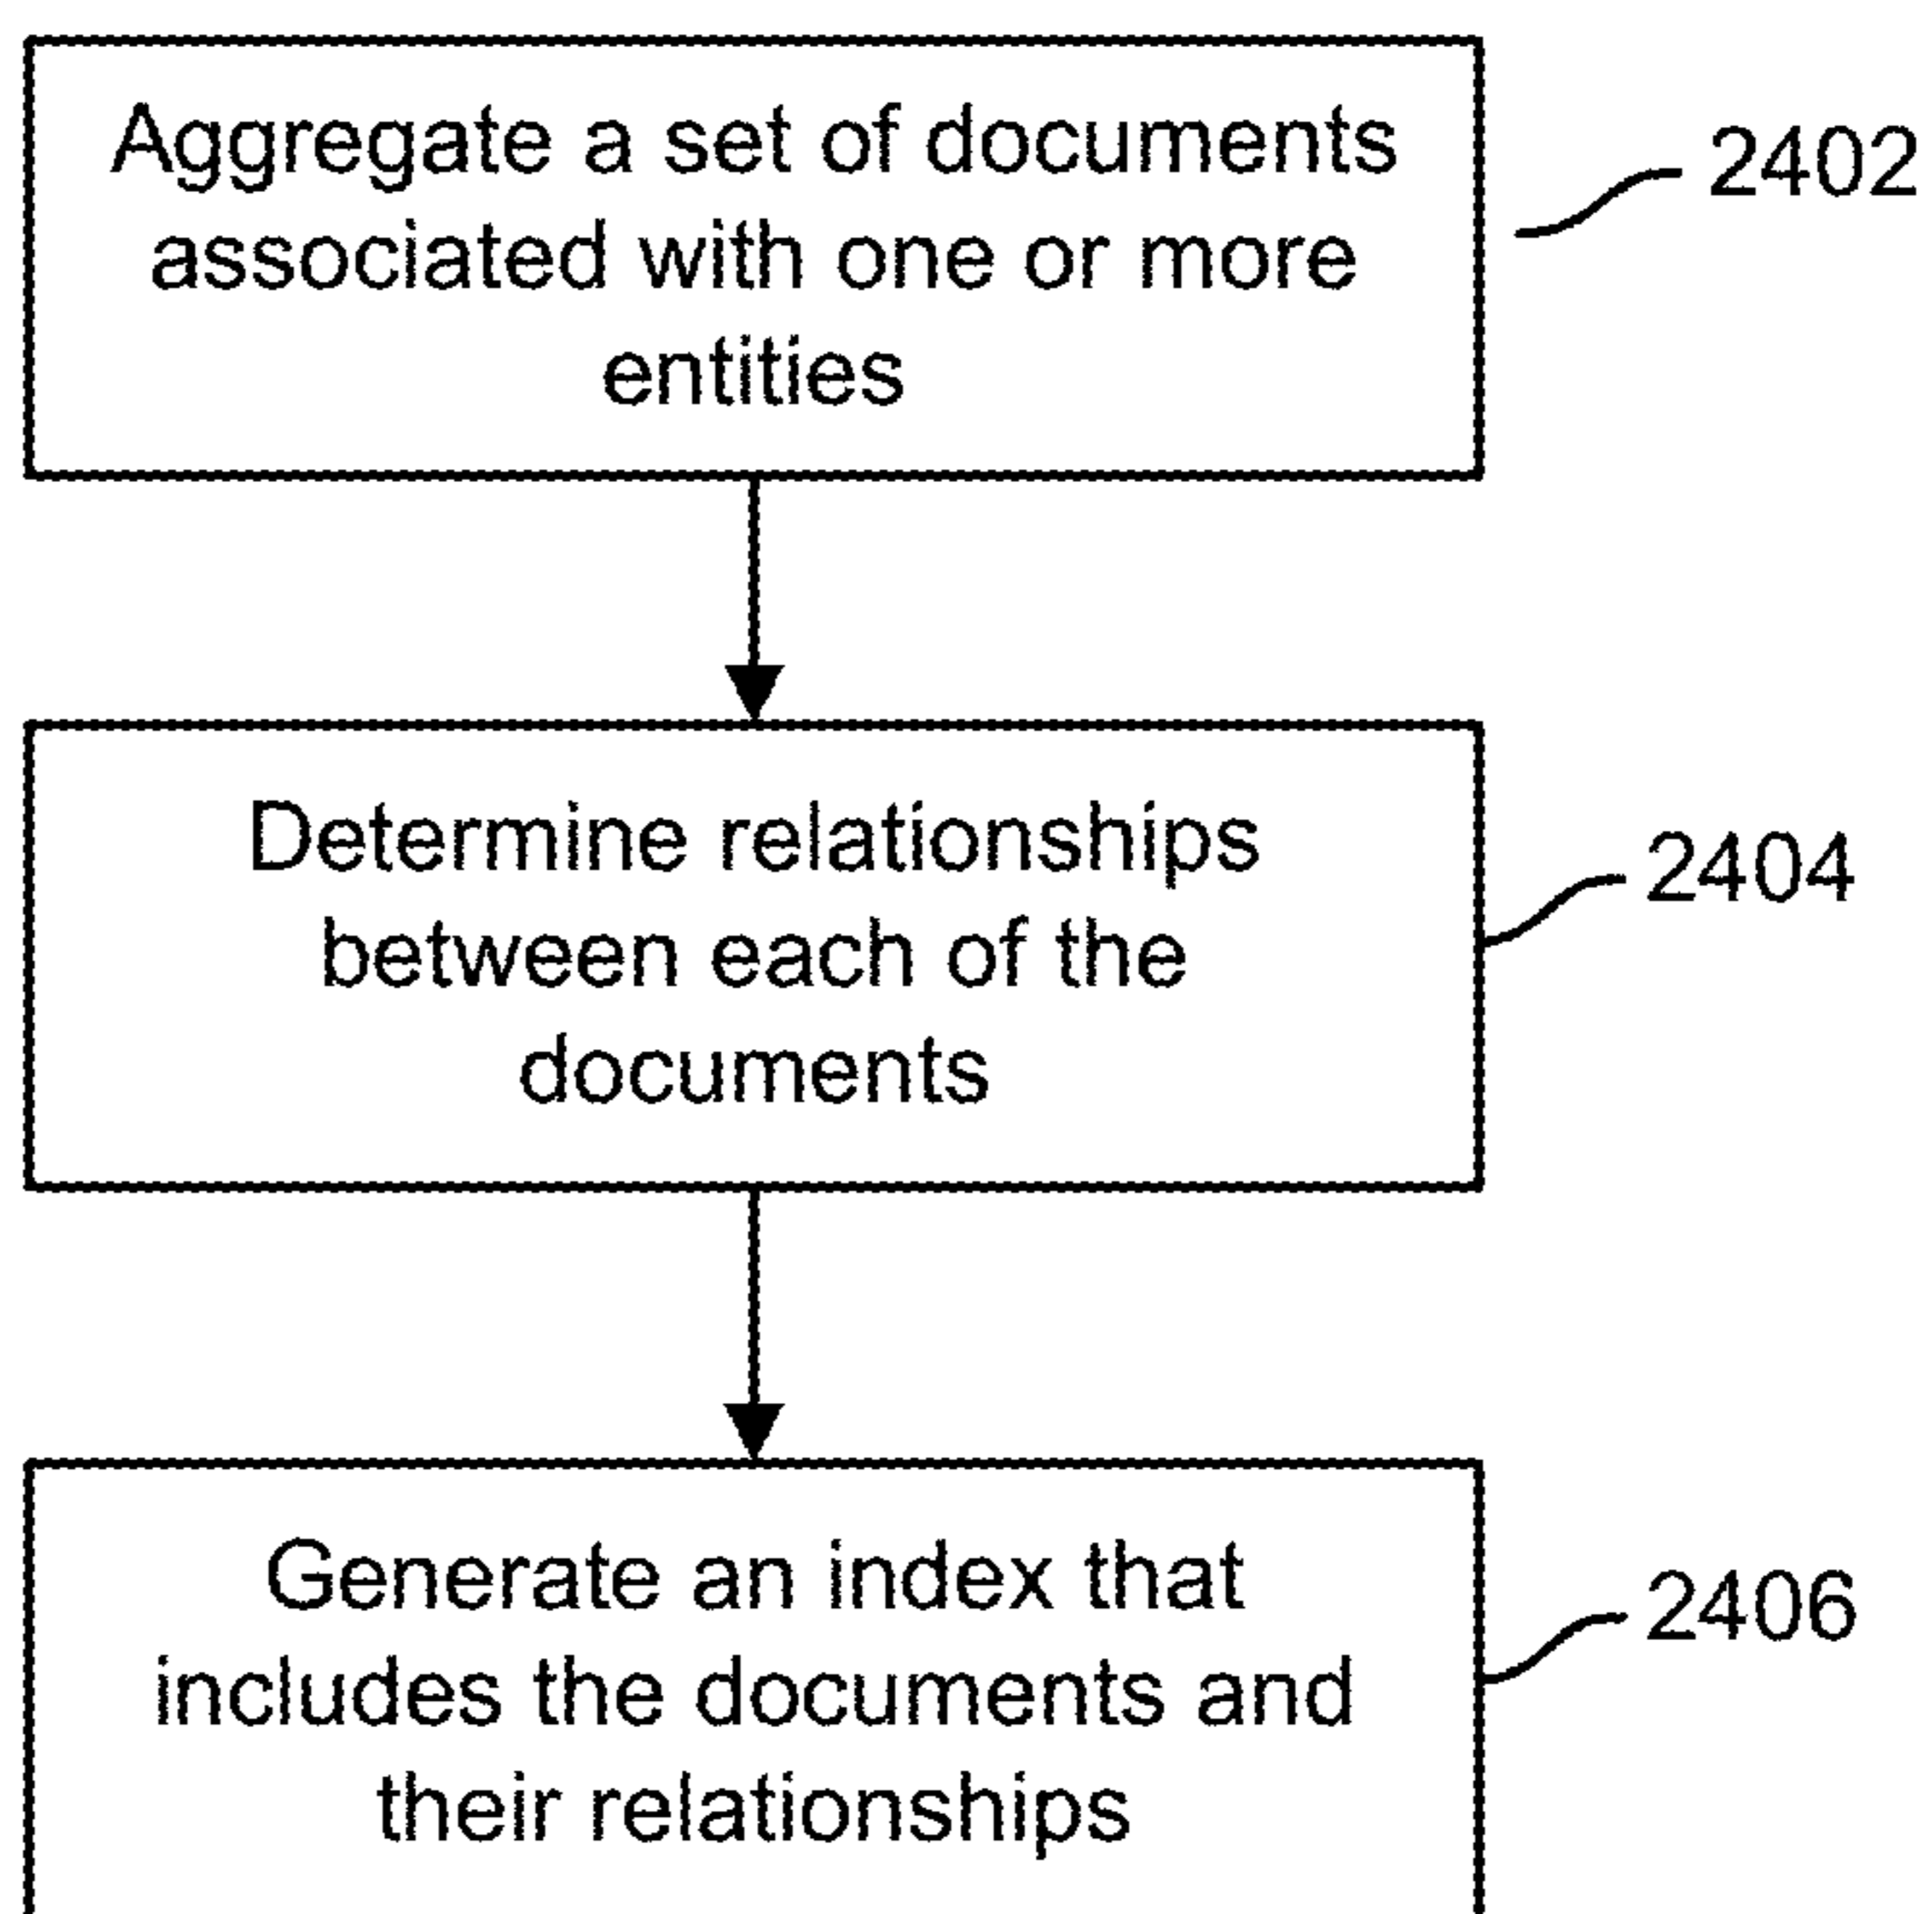 Aggregate a set of documents
associated with one or more
entities
2402
Determine relationships
between each of the
documents
2404
Generate an index that
includes the documents and
their relationships
2406